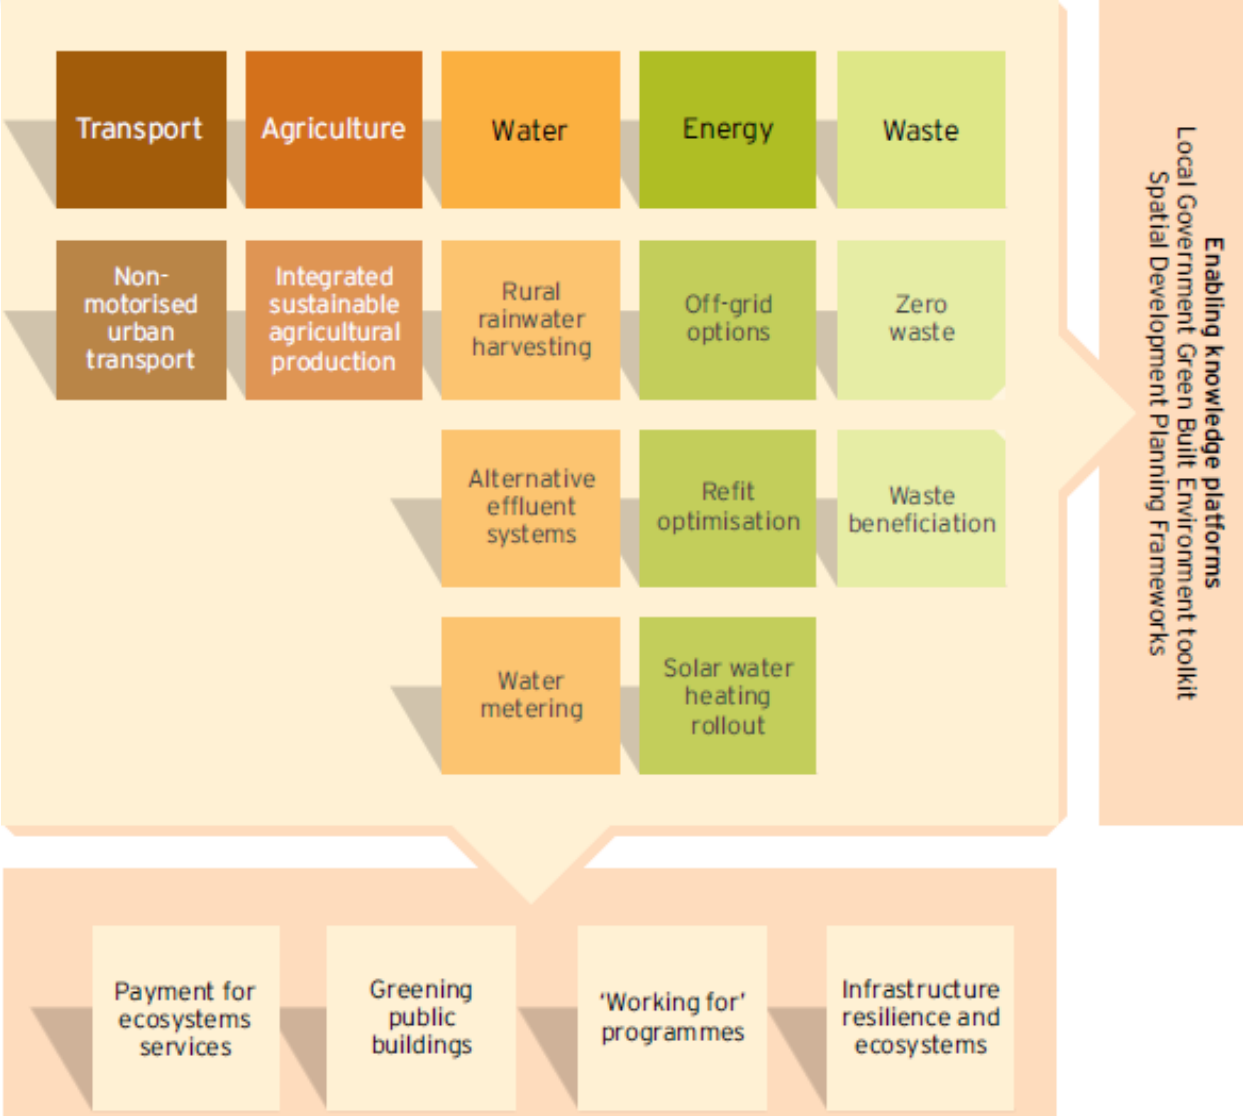 Transport
Agriculture
Water
Energy
Waste
Non-
motorised
urban
transport
Integrated
sustainable
agricultural
production
Rural
rainwater
harvesting
Off-grid
options
Zero
waste
Alternative
effluent
systems
Refit
optimisation
Waste
beneficiation
Water
metering
Solar water
heating
rollout
Enabling knowledge platforms
Local Government Green Built Environment toolkit
Spatial Development Planning Frameworks
Payment for
ecosystems
services
Greening
public
buildings
‘Working for’
programmes
Infrastructure
resilience and
ecosystems